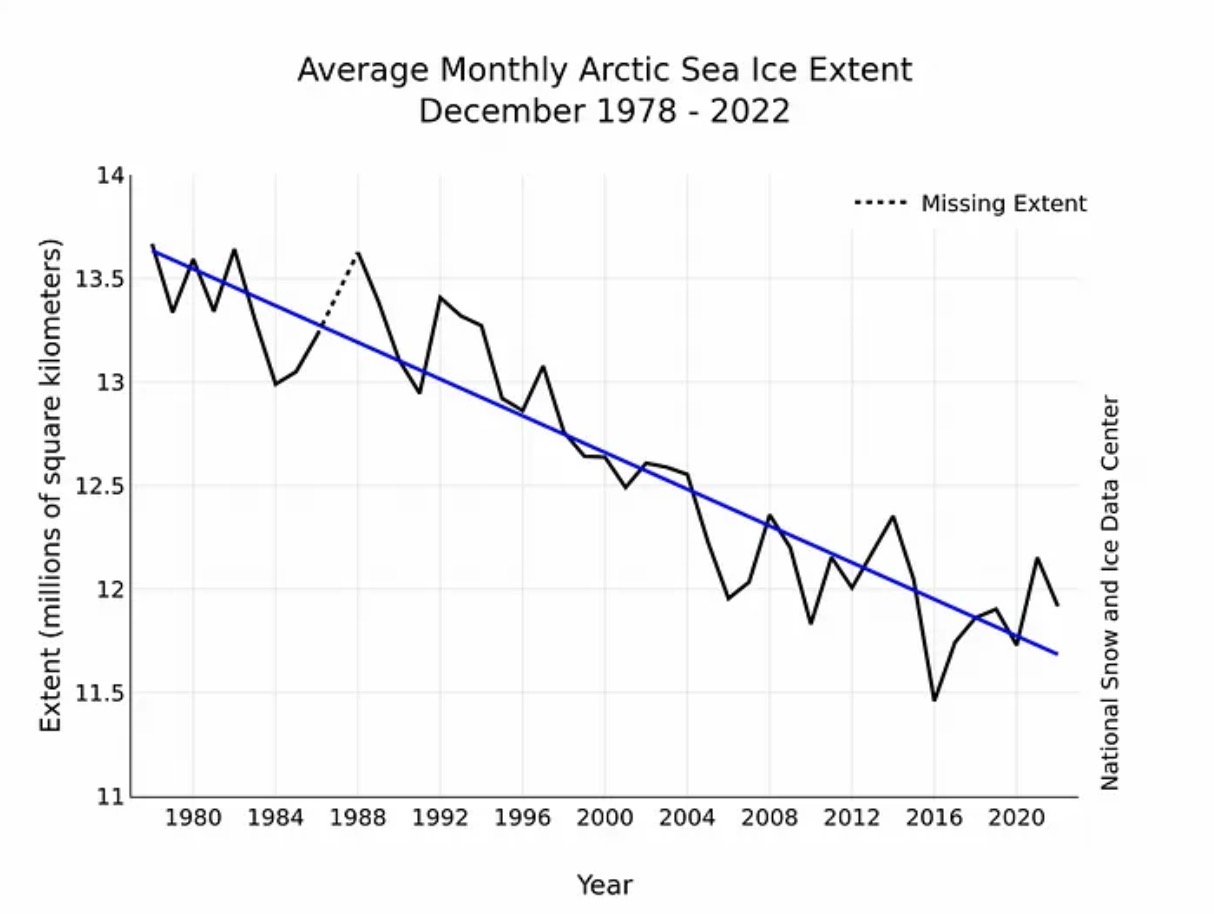 Average Monthly Arctic Sea Ice Extent
December 1978 - 2022
Missing Extent
Extent (millions of square kilometers)
14
13.5
13
12.5
12
11.5
11
1980 1984 1988 1992 1996 2000 2004 2008 2012 2016 2020
Year
National Snow and Ice Data Center